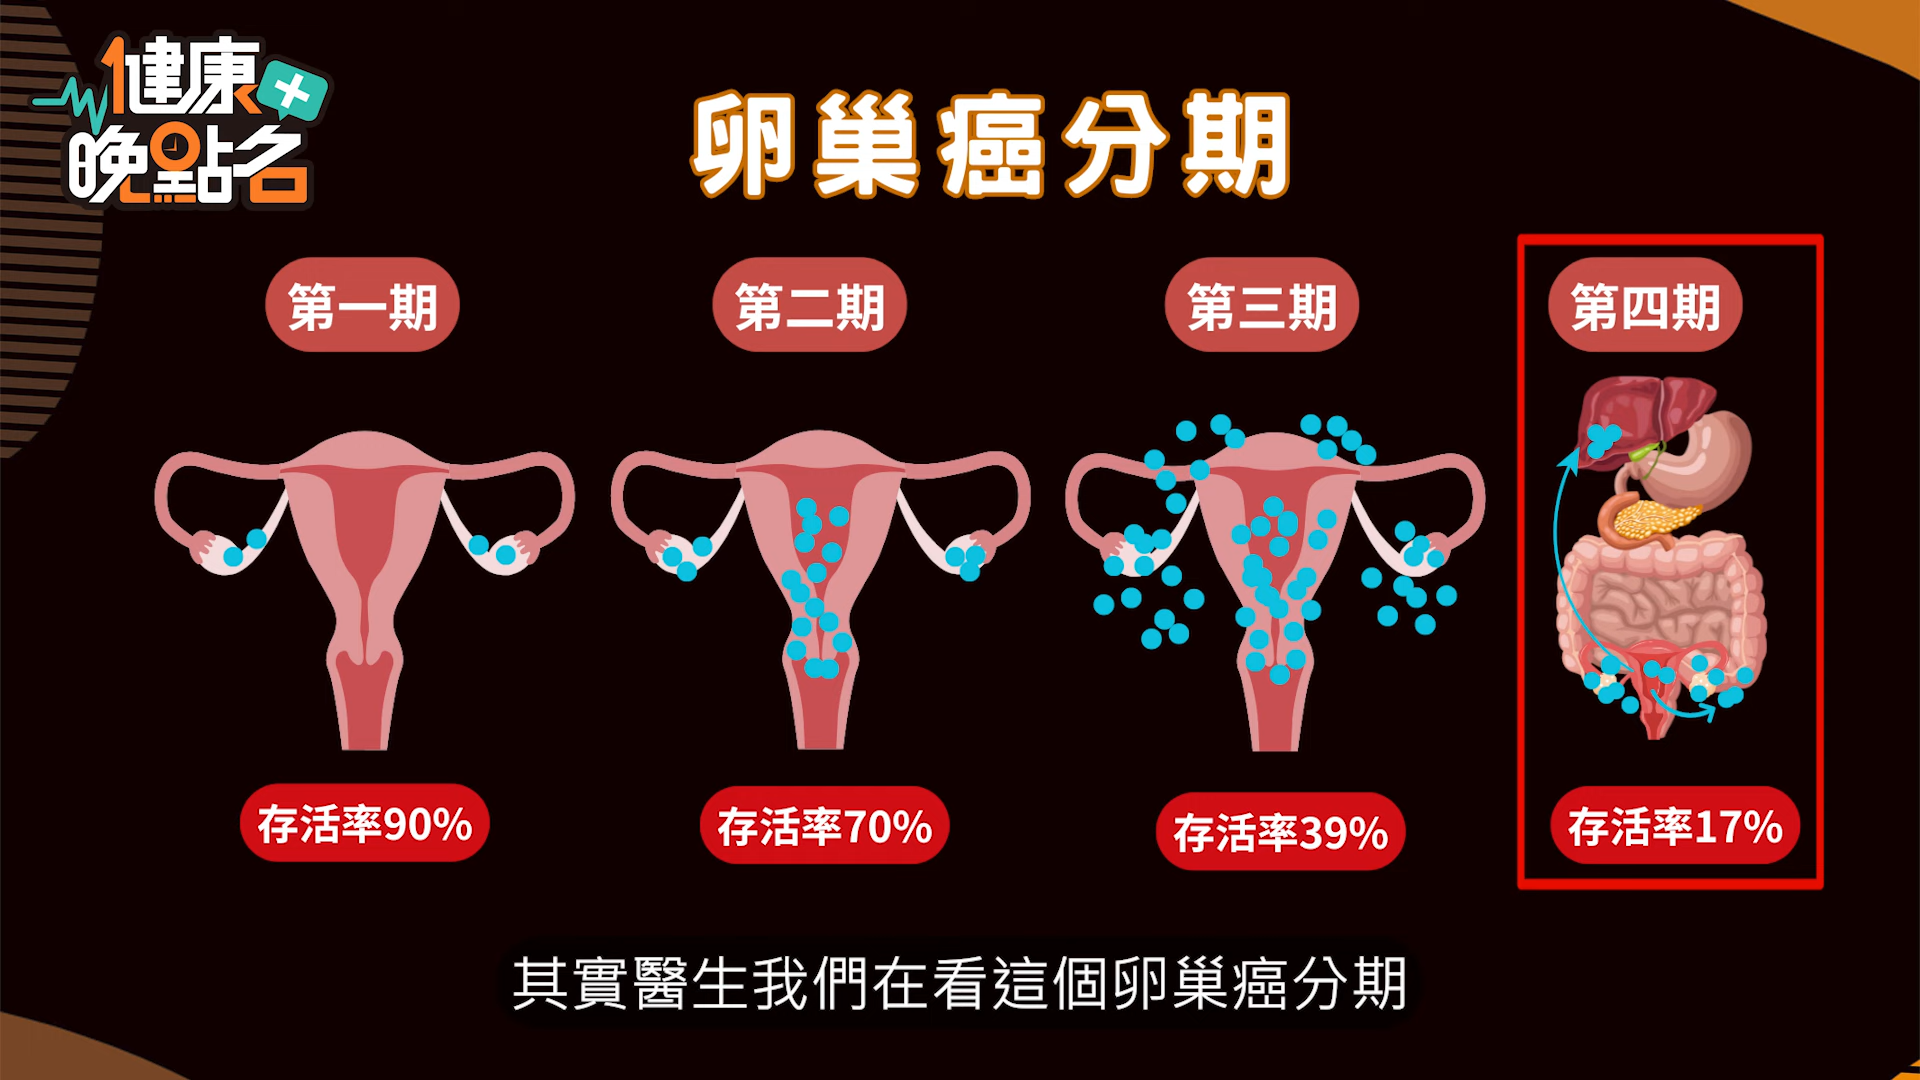 健康
晚點名
卵巢癌分期
第一期
第二期
第三期
第四期
存活率90%
存活率70%
存活率39%
存活率17%
其實醫生我們在看這個卵巢癌分期